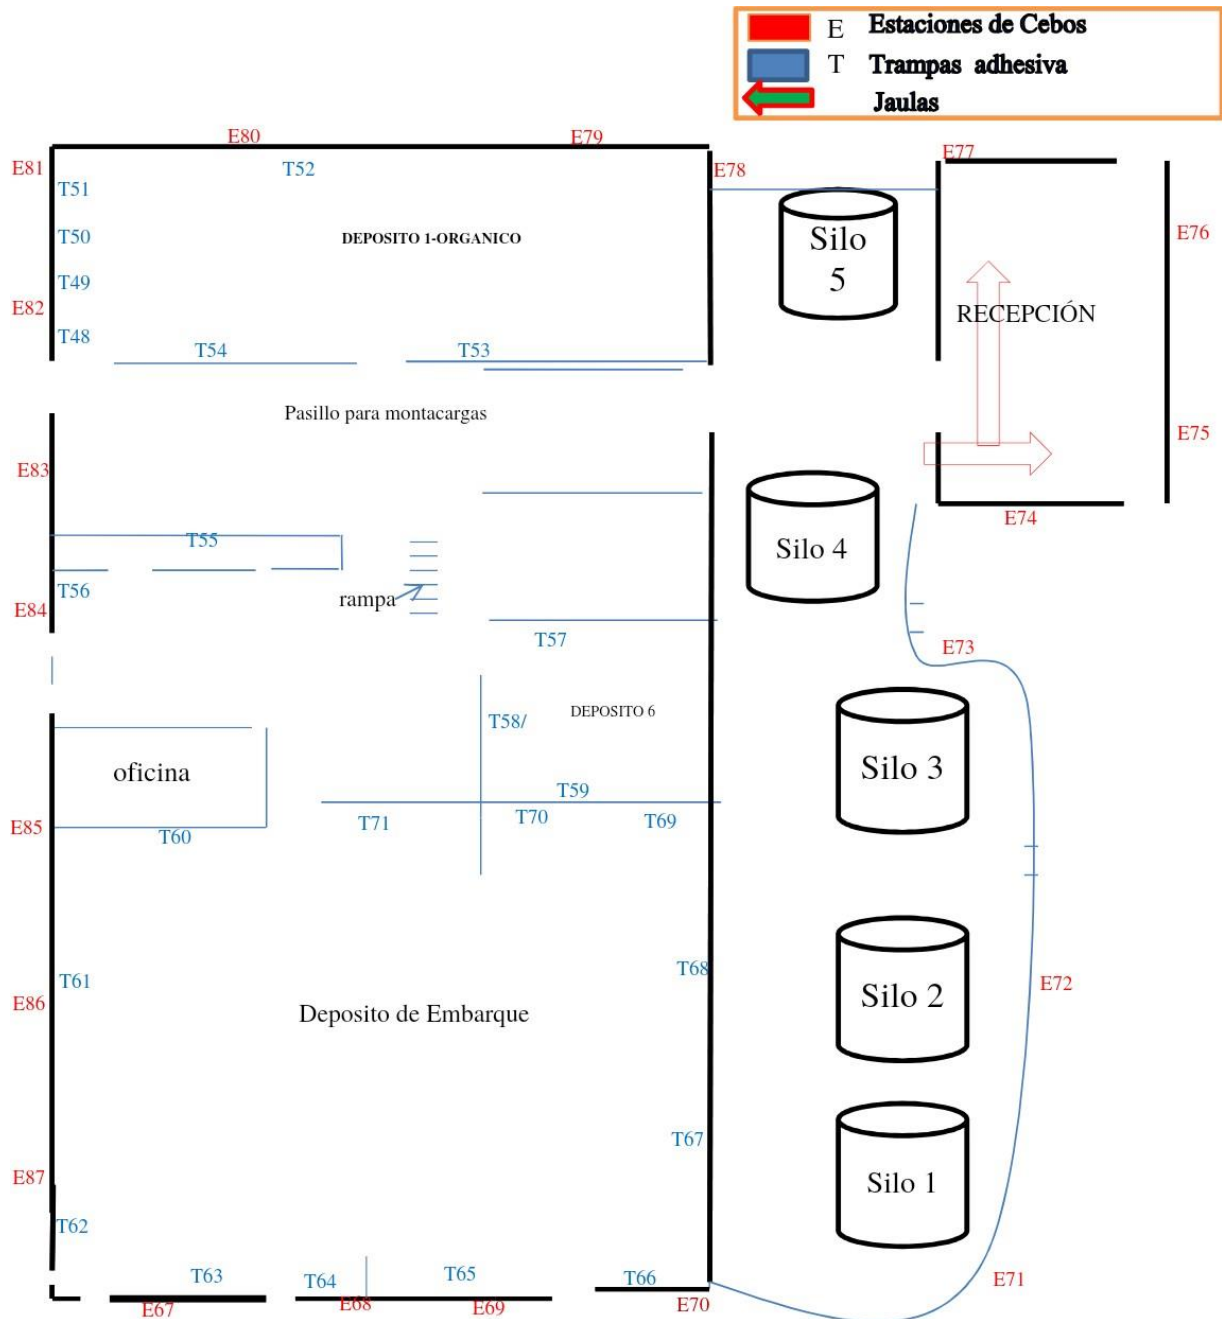 E Estaciones de Cebos
T Trampas adhesiva
Jaulas
E80
E79
E77
E81
T52
E78
T51
E76
T50
DEPOSITO 1-ORGANICO
Silo
5
T49
E82
RECEPCIÓN
T48
T54
T53
Pasillo para montacargas
E75
E83
E74
T55
Silo 4
T56
rampa
E84
T57
E73
T58/
DEPOSITO 6
oficina
Silo 3
T59
E85
T60
T71
T70
T69
T61
T68
E72
E86
Silo 2
Deposito de Embarque
T67
E87
Silo 1
T62
T63
T64
T65
T66
E71
E67
E68
E69
E70